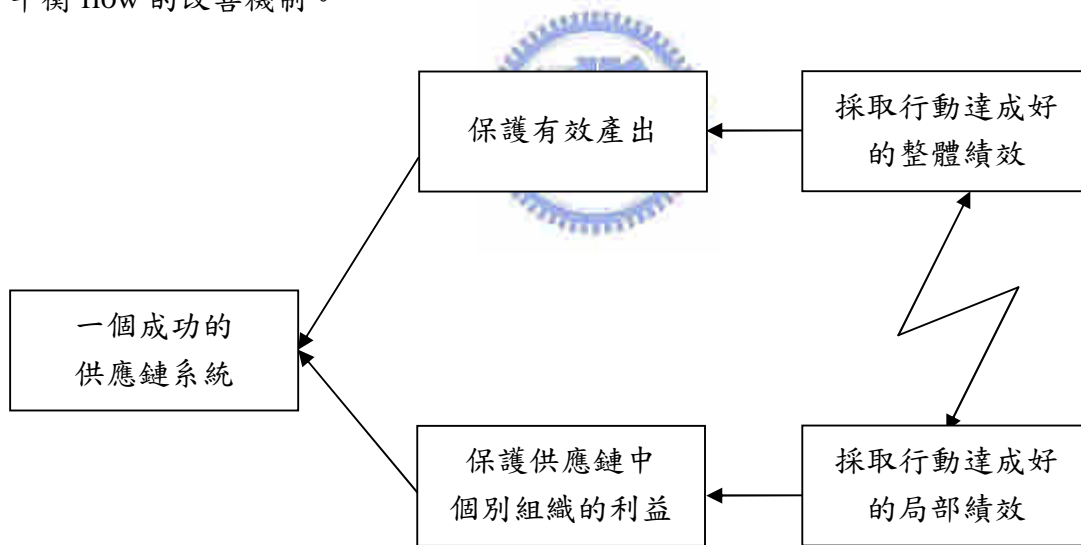 flow 的改善機制。
保護有效產出
採取行動達成好
的整體績效
一個成功的
供應鏈系統
保護供應鏈中
個別組織的利益
採取行動達成好
的局部績效